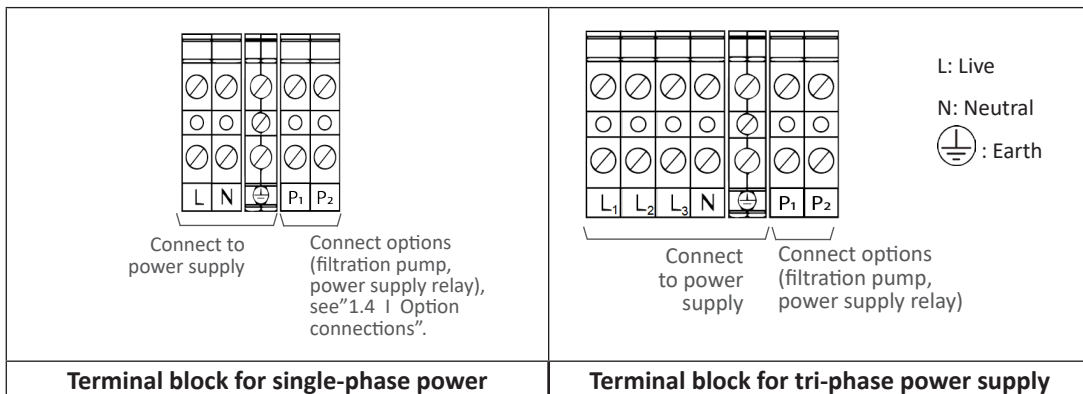 L N P₁ P₂
Connect to
power supply
Connect options
(filtration pump,
power supply relay),
see"1.4 I Option
connections".
Terminal block for single-phase power
L₁ L₂ L₃ N P₁ P₂
Connect
to power
supply
Connect options
(filtration pump,
power supply relay)
L: Live
N: Neutral
: Earth
Terminal block for tri-phase power supply